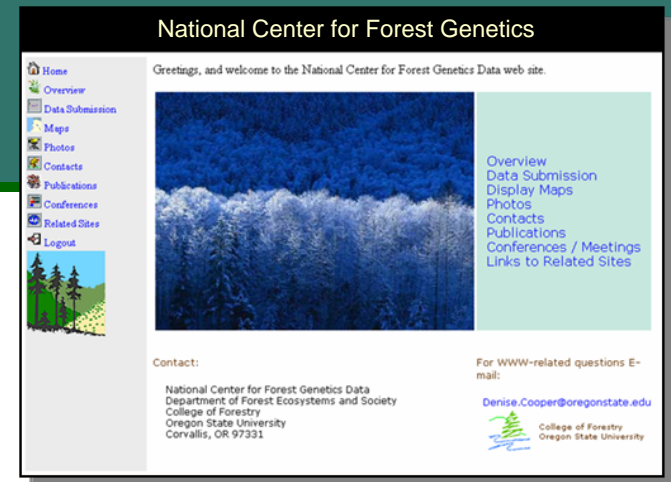 National Center for Forest Genetics
Home
Overview
Data Submission
Maps
Photos
Contacts
Publications
Conferences
Related Sites
Logout
Greetings, and welcome to the National Center for Forest Genetics Data web site.
Overview
Data Submission
Display Maps
Photos
Contacts
Publications
Conferences / Meetings
Links to Related Sites
Contact:
National Center for Forest Genetics Data
Department of Forest Ecosystems and Society
College of Forestry
Oregon State University
Corvallis, OR 97331
For WWW-related questions E-
mail:
Denise.Cooper@oregonstate.edu
College of Forestry
Oregon State University